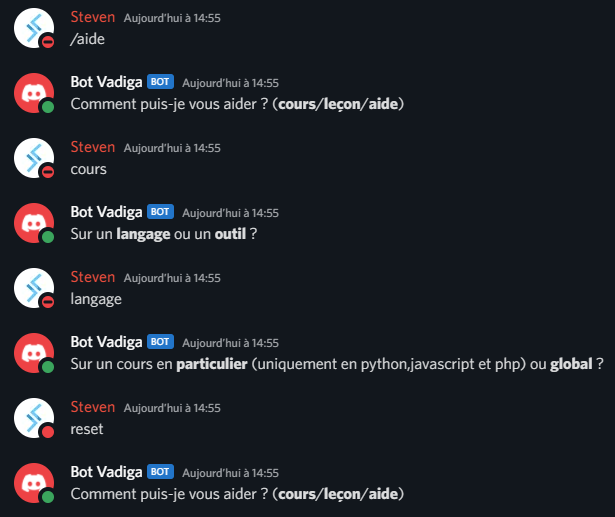 Steven Aujourd'hui à 14:55
/aide
Bot Vadiga BOT Aujourd'hui à 14:55
Comment puis-je vous aider ? (cours/leçon/aide)
Steven Aujourd'hui à 14:55
cours
Bot Vadiga BOT Aujourd'hui à 14:55
Sur un langage ou un outil ?
Steven Aujourd'hui à 14:55
langage
Bot Vadiga BOT Aujourd'hui à 14:55
Sur un cours en particulier (uniquement en python,javascript et php) ou global ?
Steven Aujourd'hui à 14:55
reset
Bot Vadiga BOT Aujourd'hui à 14:55
Comment puis-je vous aider ? (cours/leçon/aide)